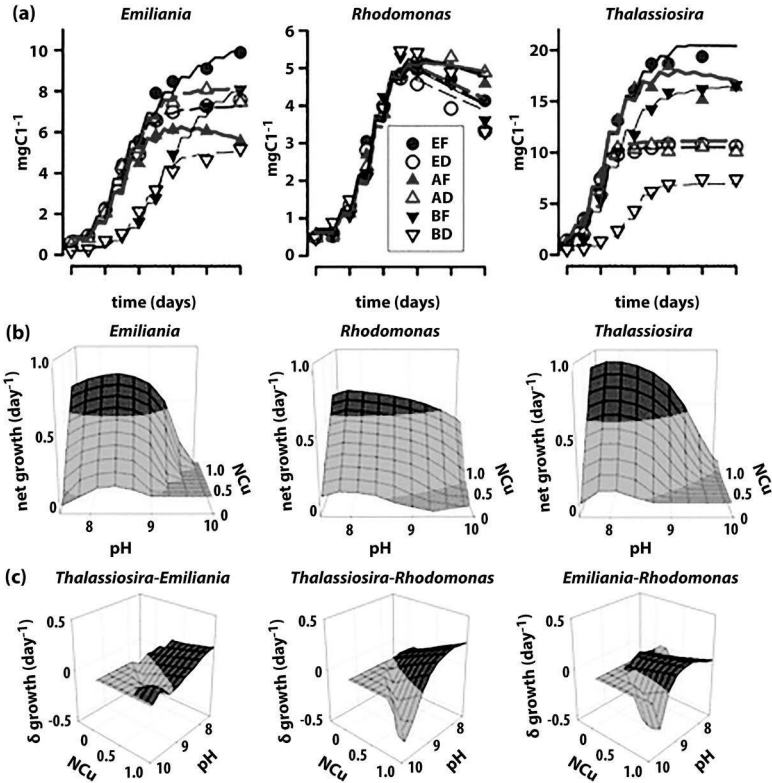 (a) Emiliania Rhodomonas Thalassiosira
10
8
6
4
2
0
mgC1⁻¹
time (days)
6
5
4
3
2
1
0
mgC1⁻¹
EF
ED
AF
AD
BF
BD
time (days)
20
15
10
5
0
mgC1⁻¹
time (days)
(b) Emiliania Rhodomonas Thalassiosira
1.0
0.5
0
net growth (day⁻¹)
8 9 10
pH
1.0
0.5
0
NCu
1.0
0.5
0
net growth (day⁻¹)
8 9 10
pH
1.0
0.5
0
NCu
1.0
0.5
0
net growth (day⁻¹)
8 9 10
pH
1.0
0.5
0
NCu
(c) Thalassiosira-Emiliania Thalassiosira-Rhodomonas Emiliania-Rhodomonas
0.5
0
-0.5
δ growth (day⁻¹)
0
0.5
1.0
NCu
10
9
8
pH
0.5
0
-0.5
δ growth (day⁻¹)
0
0.5
1.0
NCu
10
9
8
pH
0.5
0
-0.5
δ growth (day⁻¹)
0
0.5
1.0
NCu
10
9
8
pH